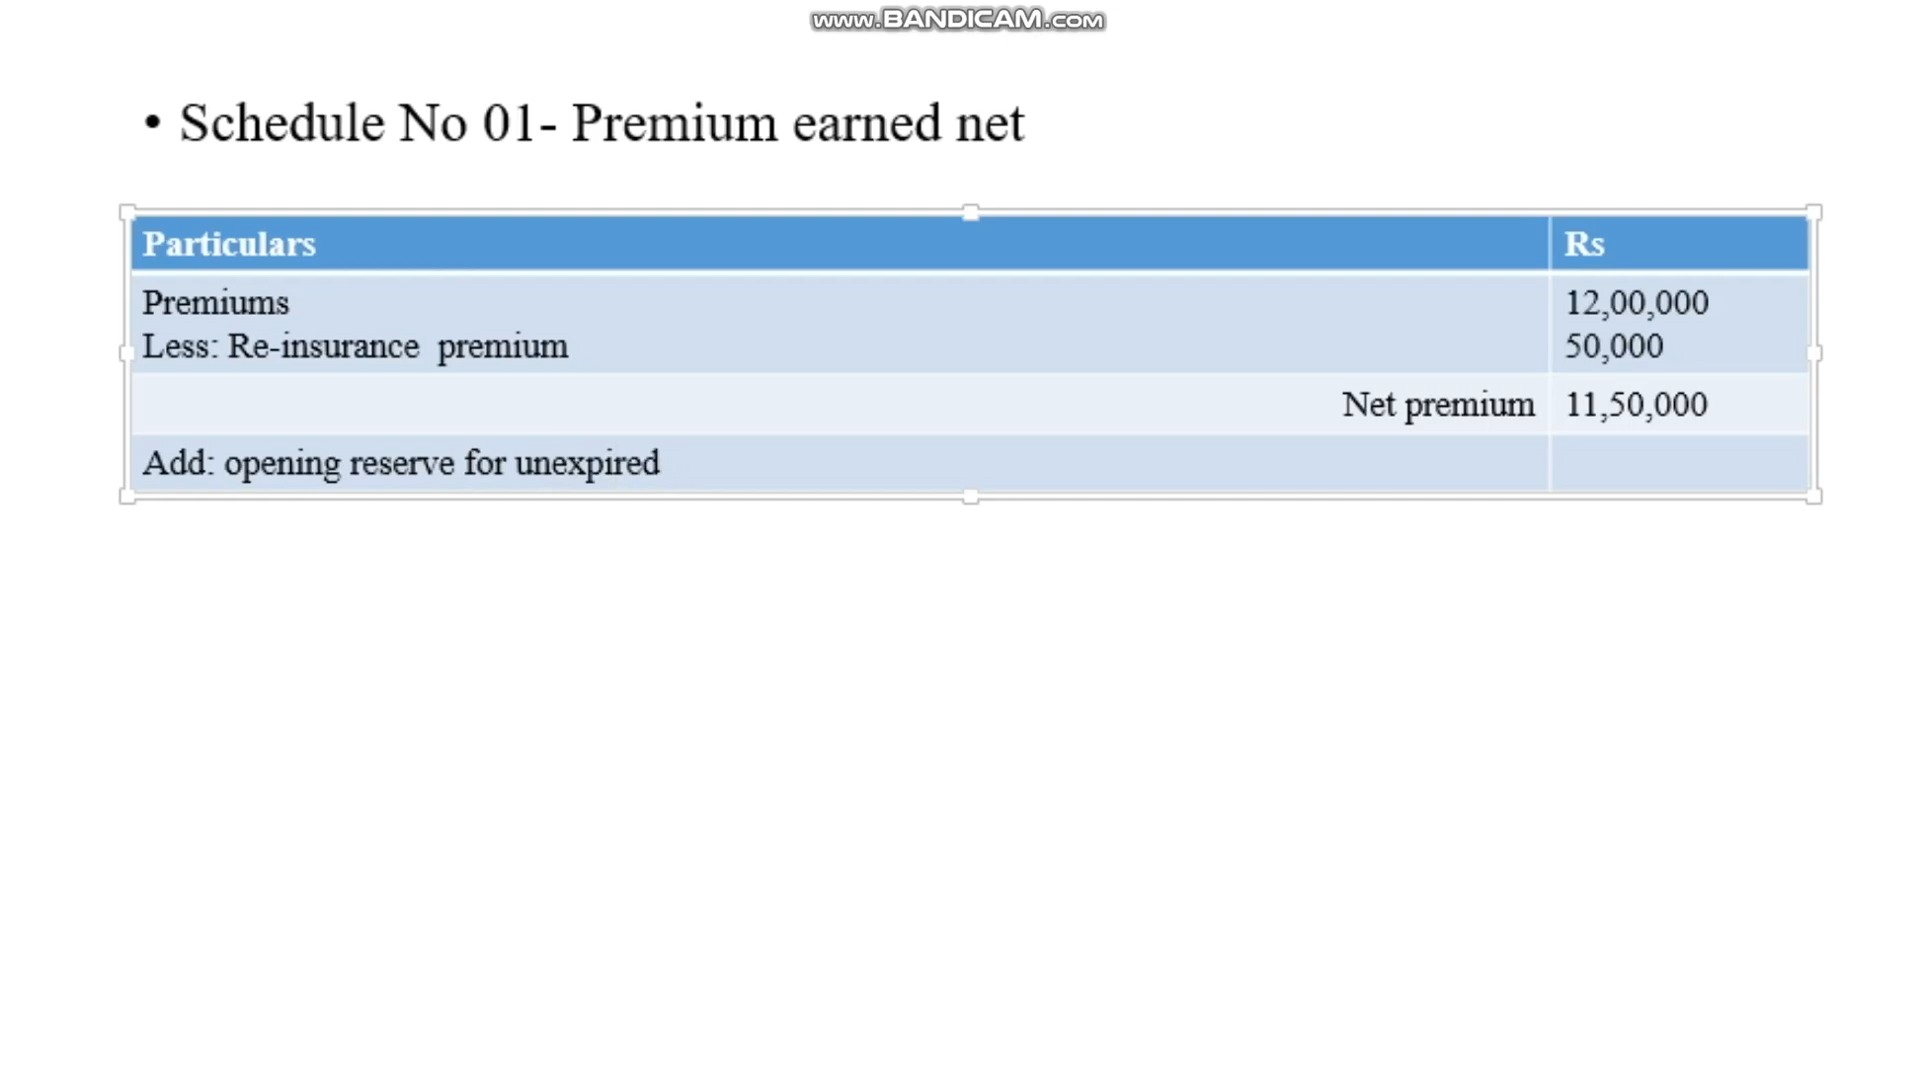 www.BANDICAM.com
• Schedule No 01- Premium earned net
Particulars Rs
Premiums 12,00,000
Less: Re-insurance premium 50,000
Net premium 11,50,000
Add: opening reserve for unexpired